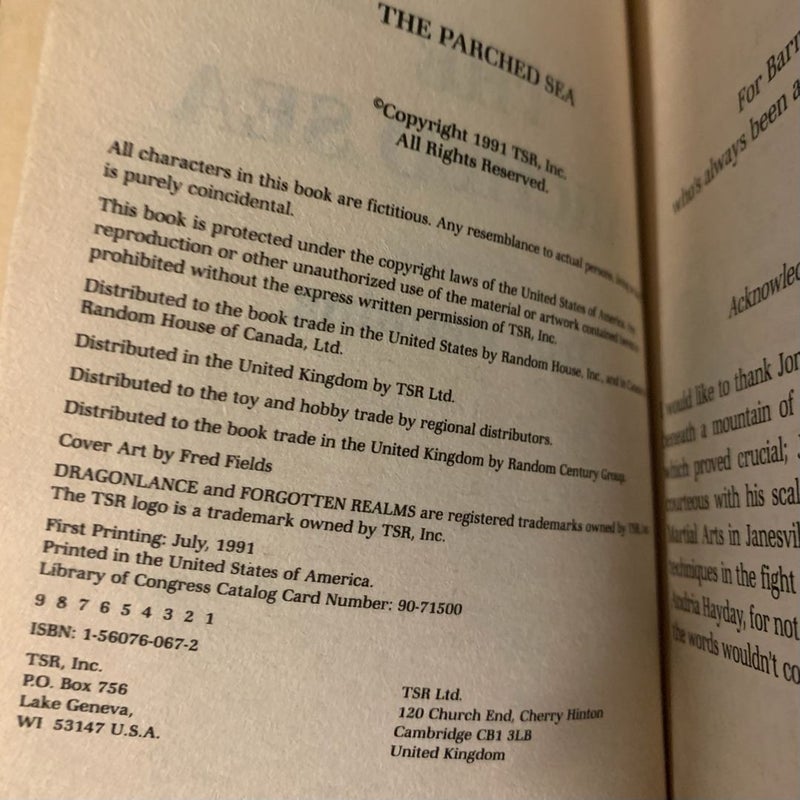 THE PARCHED SEA
©Copyright 1991 TSR, Inc.
All Rights Reserved.
All characters in this book are fictitious. Any resemblance to actual persons,
is purely coincidental.
This book is protected under the copyright laws of the United States of America.
reproduction or other unauthorized use of the material or artwork contained
prohibited without the express written permission of TSR, Inc.
Distributed to the book trade in the United States by Random House, Inc., and in
Random House of Canada, Ltd.
Distributed in the United Kingdom by TSR Ltd.
Distributed to the toy and hobby trade by regional distributors.
Distributed to the book trade in the United Kingdom by Random Century Group.
Cover Art by Fred Fields
DRAGONLANCE and FORGOTTEN REALMS are registered trademarks owned by
The TSR logo is a trademark owned by TSR, Inc.
First Printing: July, 1991
Printed in the United States of America.
Library of Congress Catalog Card Number: 90-71500
9 8 7 6 5 4 3 2 1
ISBN: 1-56076-067-2
TSR, Inc.
P.O. Box 756
Lake Geneva,
WI 53147 U.S.A.
TSR Ltd.
120 Church End, Cherry Hinton
Cambridge CB1 3LB
United Kingdom
For Barr
who's always been a
Acknowled
would like to thank Jo
beneath a mountain of
which proved crucial;
courteous with his scal
Martial Arts in Janesvil
techniques in the fight
Andria Hayday, for not
the words wouldn't co